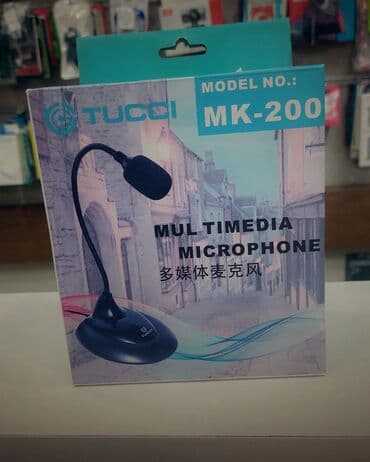 TUCCI
MODEL NO.:
MK-200
MUL TIMEDIA
MICROPHONE
多媒体麦克风